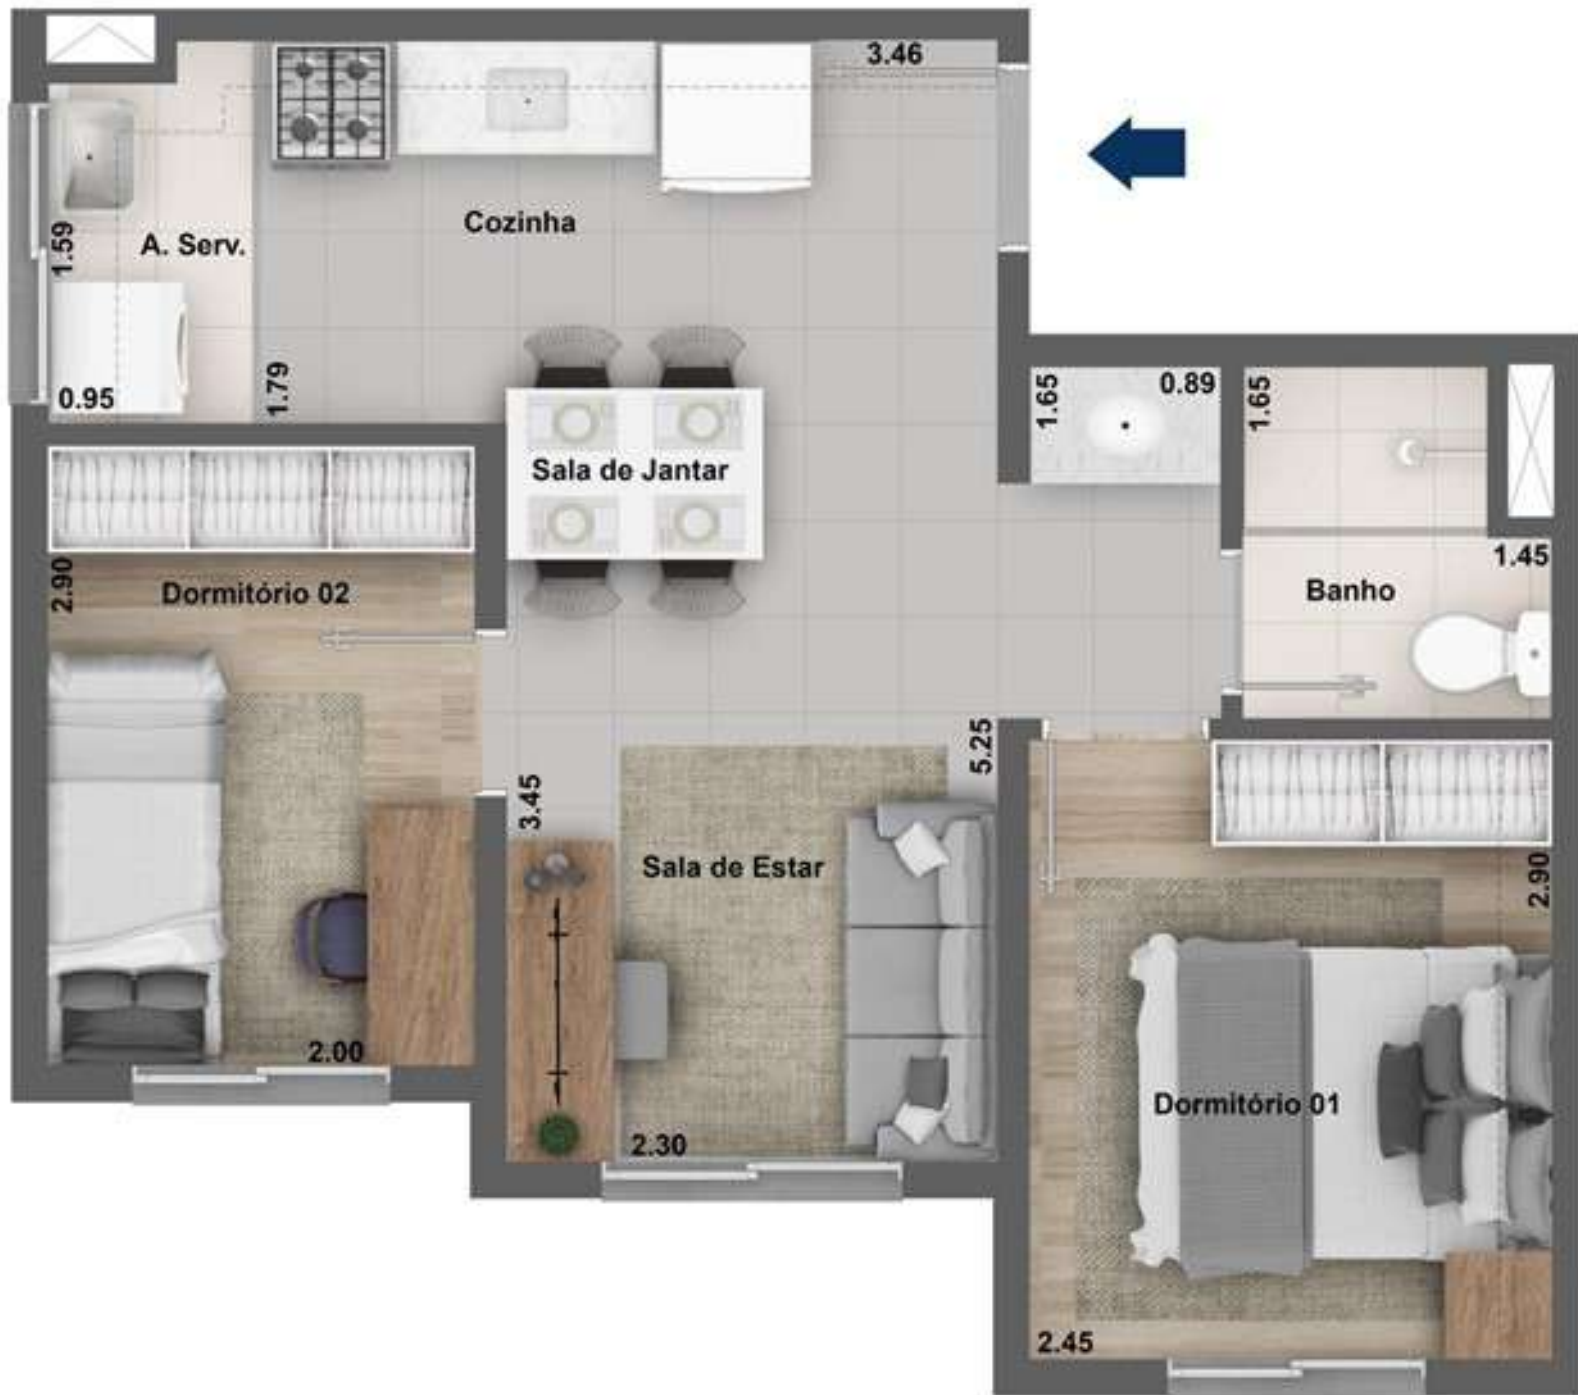 3.46
Cozinha
A. Serv.
1.59
0.95
1.79
1.65
0.89
1.65
Sala de Jantar
1.45
Banho
2.90
Dormitório 02
5.25
3.45
Sala de Estar
2.90
2.00
Dormitório 01
2.30
2.45